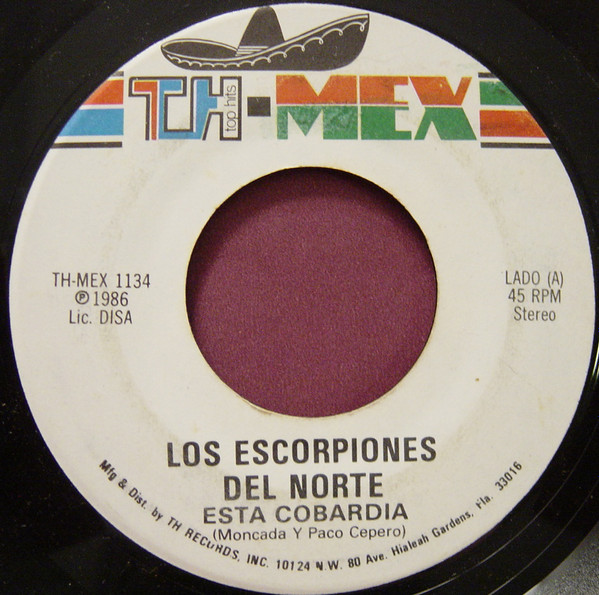 TH top hits - MEX
TH-MEX 1134
℗ 1986
Lic. DISA
LADO (A)
45 RPM
Stereo
LOS ESCORPIONES
DEL NORTE
ESTA COBARDIA
(Moncada Y Paco Cepero)
Mfg & Dist. by TH RECORDS, INC. 10124 N.W. 80 Ave. Hialeah Gardens, Fla. 33016